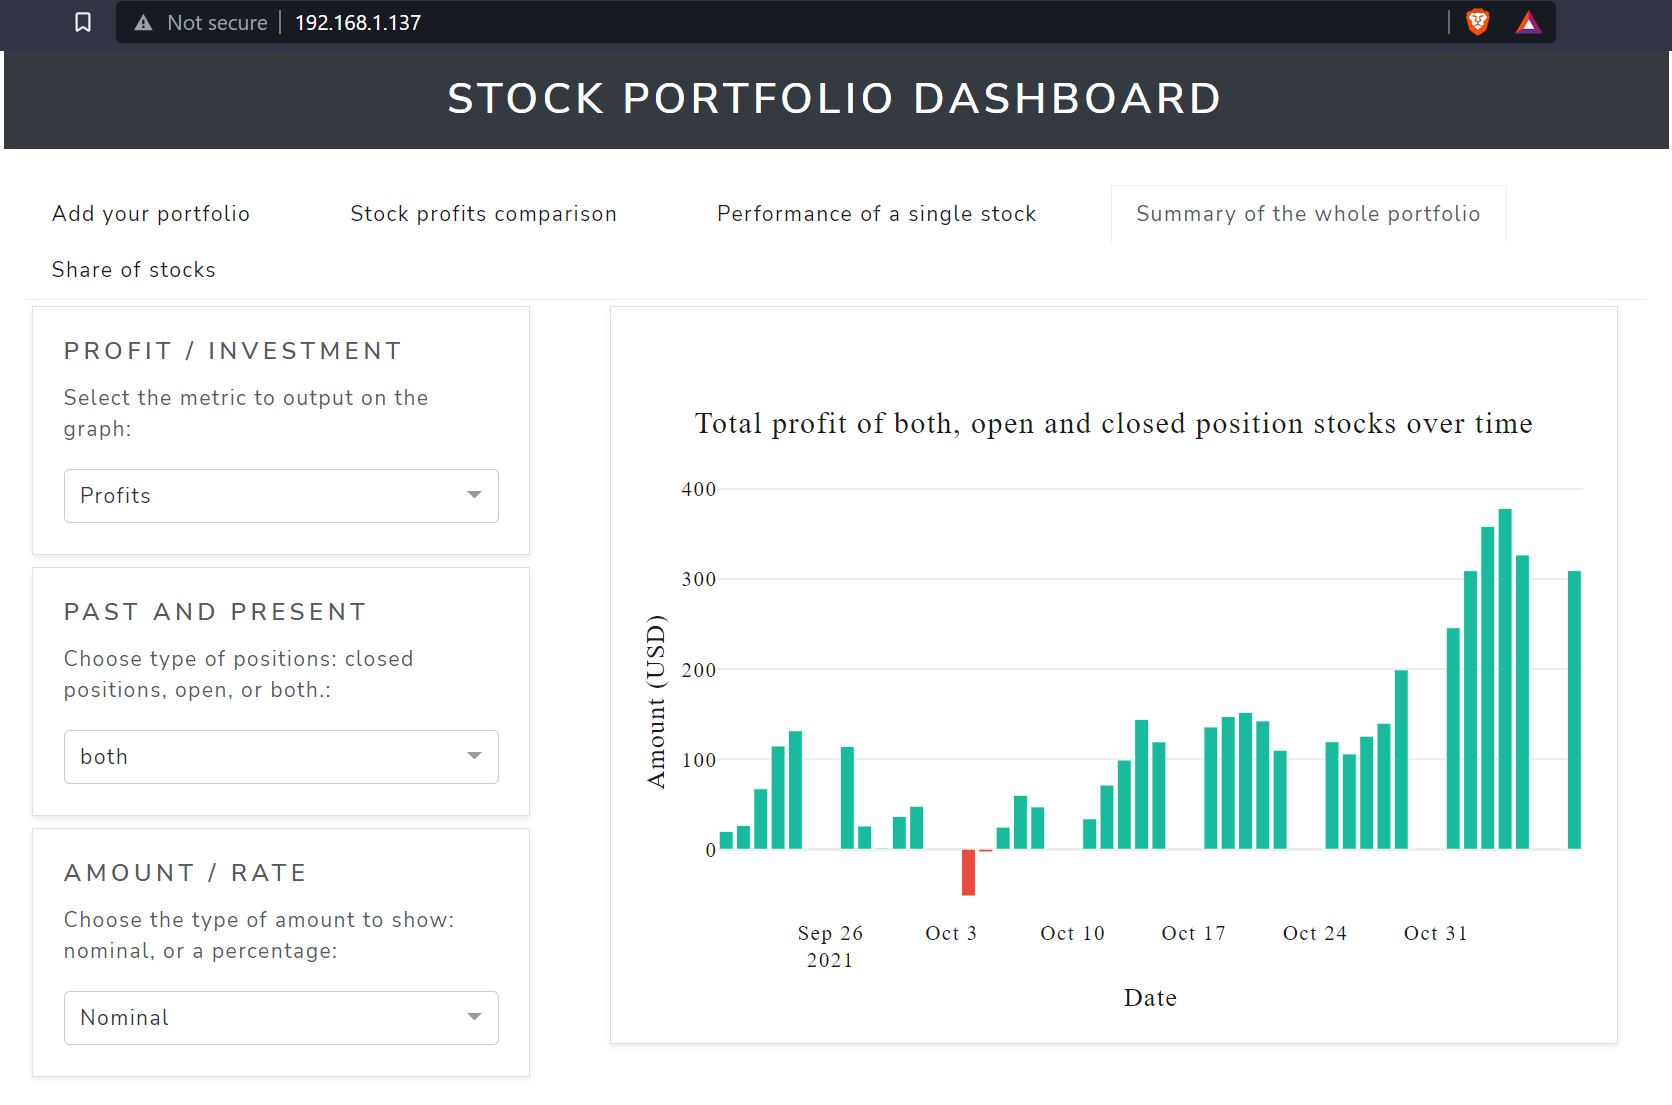 Not secure 192.168.1.137
STOCK PORTFOLIO DASHBOARD
Add your portfolio
Stock profits comparison
Performance of a single stock
Summary of the whole portfolio
Share of stocks
PROFIT / INVESTMENT
Select the metric to output on the
graph:
Profits
PAST AND PRESENT
Choose type of positions: closed
positions, open, or both.:
both
AMOUNT / RATE
Choose the type of amount to show:
nominal, or a percentage:
Nominal
Total profit of both, open and closed position stocks over time
Amount (USD)
400
300
200
100
0
Sep 26
2021
Oct 3
Oct 10
Oct 17
Oct 24
Oct 31
Date